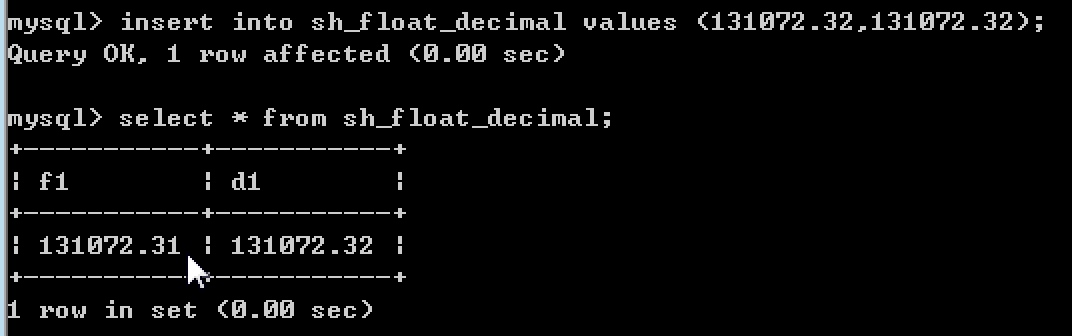 mysql> insert into sh_float_decimal values (131072.32,131072.32);
Query OK, 1 row affected (0.00 sec)
mysql> select * from sh_float_decimal;
+-----------+-----------+
| f1        | d1        |
+-----------+-----------+
| 131072.31 | 131072.32 |
+-----------+-----------+
1 row in set (0.00 sec)